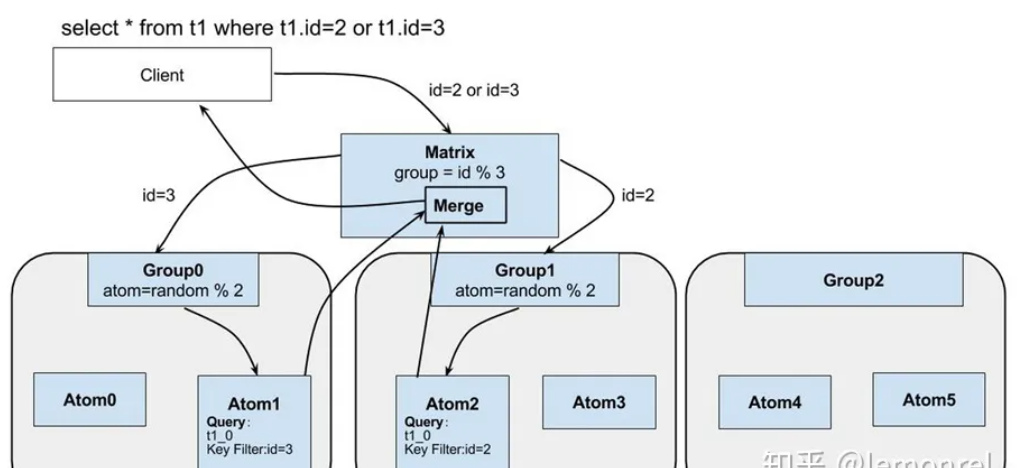 select * from t1 where t1.id=2 or t1.id=3
Client
id=2 or id=3
Matrix
group = id % 3
Merge
id=3
id=2
Group0
atom=random % 2
Group1
atom=random % 2
Group2
Atom0
Atom1
Query:
t1_0
Key Filter:id=3
Atom2
Query:
t1_0
Key Filter:id=2
Atom3
Atom4
Atom5
知乎 @lamonrel